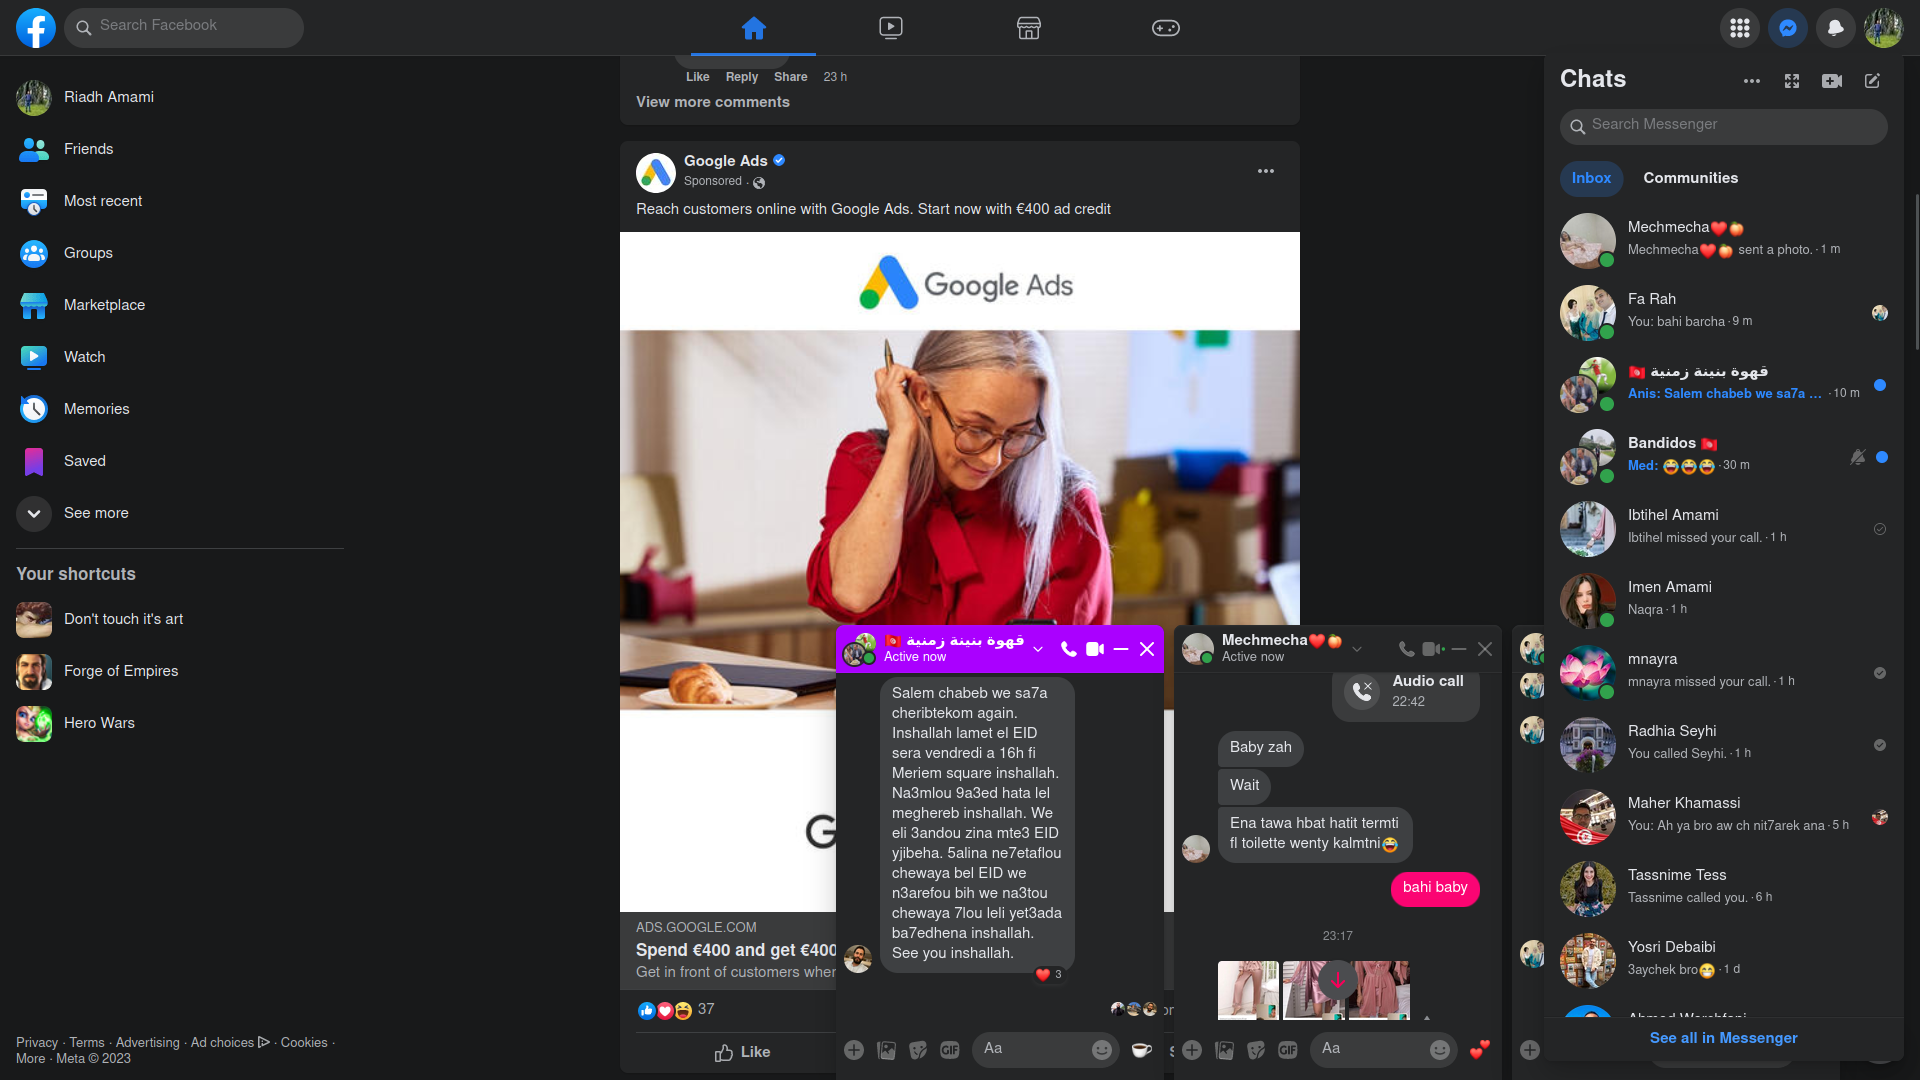 Search Facebook
Riadh Amami
Friends
Most recent
Groups
Marketplace
Watch
Memories
Saved
See more
Your shortcuts
Don't touch it's art
Forge of Empires
Hero Wars
Privacy · Terms · Advertising · Ad choices · Cookies ·
More · Meta © 2023
Like Reply Share 23 h
View more comments
Google Ads
Sponsored ·
Reach customers online with Google Ads. Start now with €400 ad credit
Google Ads
G
ADS.GOOGLE.COM
Spend €400 and get €400
Get in front of customers
37
Like
قهوة بنينة زمنية 🇹🇳
Active now
Salem chabeb we sa7a
cheribtekom again.
Inshallah lamet el EID
sera vendredi a 16h fi
Meriem square inshallah.
Na3mlou 9a3ed hata lel
meghereb inshallah. We
eli 3andou zina mte3 EID
yjibeha. 5alina ne7etaflou
chewaya bel EID we
n3arefou bih we na3tou
chewaya 7lou leli yet3ada
ba7edhena inshallah.
See you inshallah.
❤️ 3
GIF
Aa
Mechmecha❤️🍑
Active now
Audio call
22:42
Baby zah
Wait
Ena tawa hbat hatit termti
fl toilette wenty kalmtni😂
bahi baby
23:17
GIF
Aa
Chats
Search Messenger
Inbox
Communities
Mechmecha❤️🍑
Mechmecha❤️🍑 sent a photo. · 1 m
Fa Rah
You: bahi barcha · 9 m
قهوة بنينة زمنية 🇹🇳
Anis: Salem chabeb we sa7a ... · 10 m
Bandidos 🇹🇳
Med: 😂😂😂 · 30 m
Ibtihel Amami
Ibtihel missed your call. · 1 h
Imen Amami
Naqra · 1 h
mnayra
mnayra missed your call. · 1 h
Radhia Seyhi
You called Seyhi. · 1 h
Maher Khamassi
You: Ah ya bro aw ch nit7arek ana · 5 h
Tassnime Tess
Tassnime called you. · 6 h
Yosri Debaibi
3aychek bro😁 · 1 d
See all in Messenger